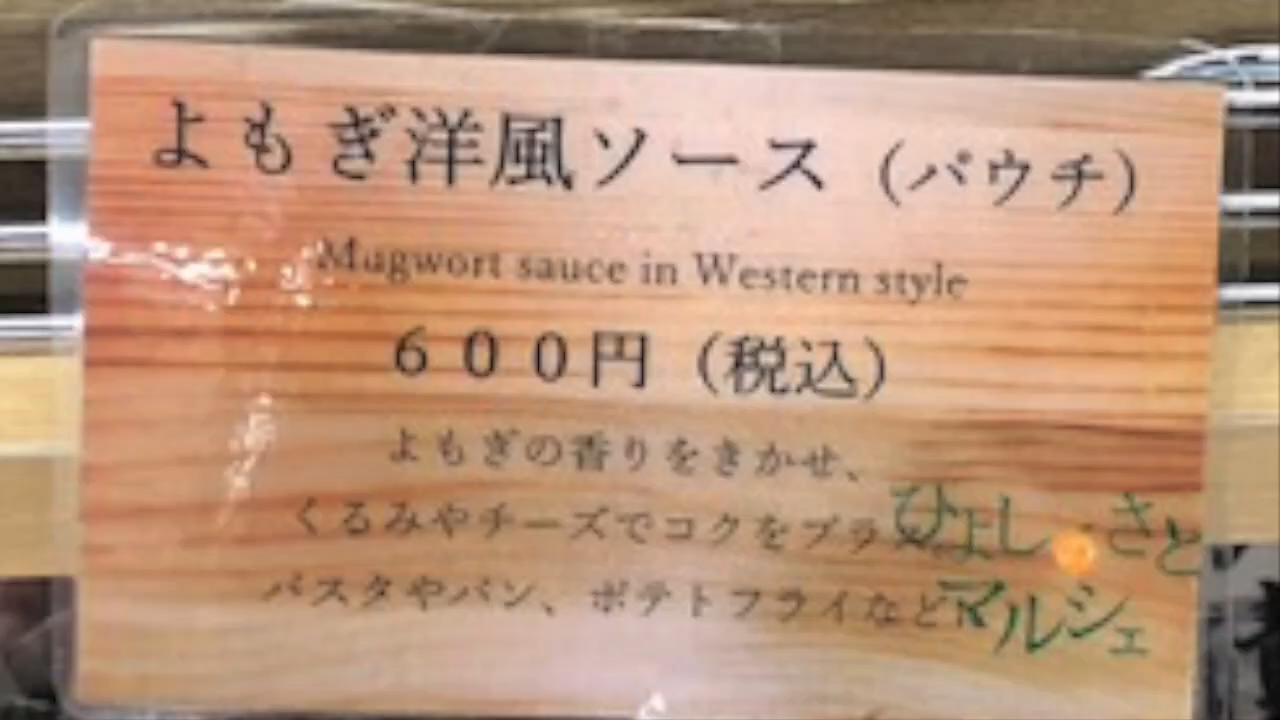 よもぎ洋風ソース（パウチ）
Mugwort sauce in Western style
６００円（税込）
よもぎの香りをきかせ、
くるみやチーズでコクをプラス
パスタやパン、ポテトフライなど
ひよし さと
マルシェ